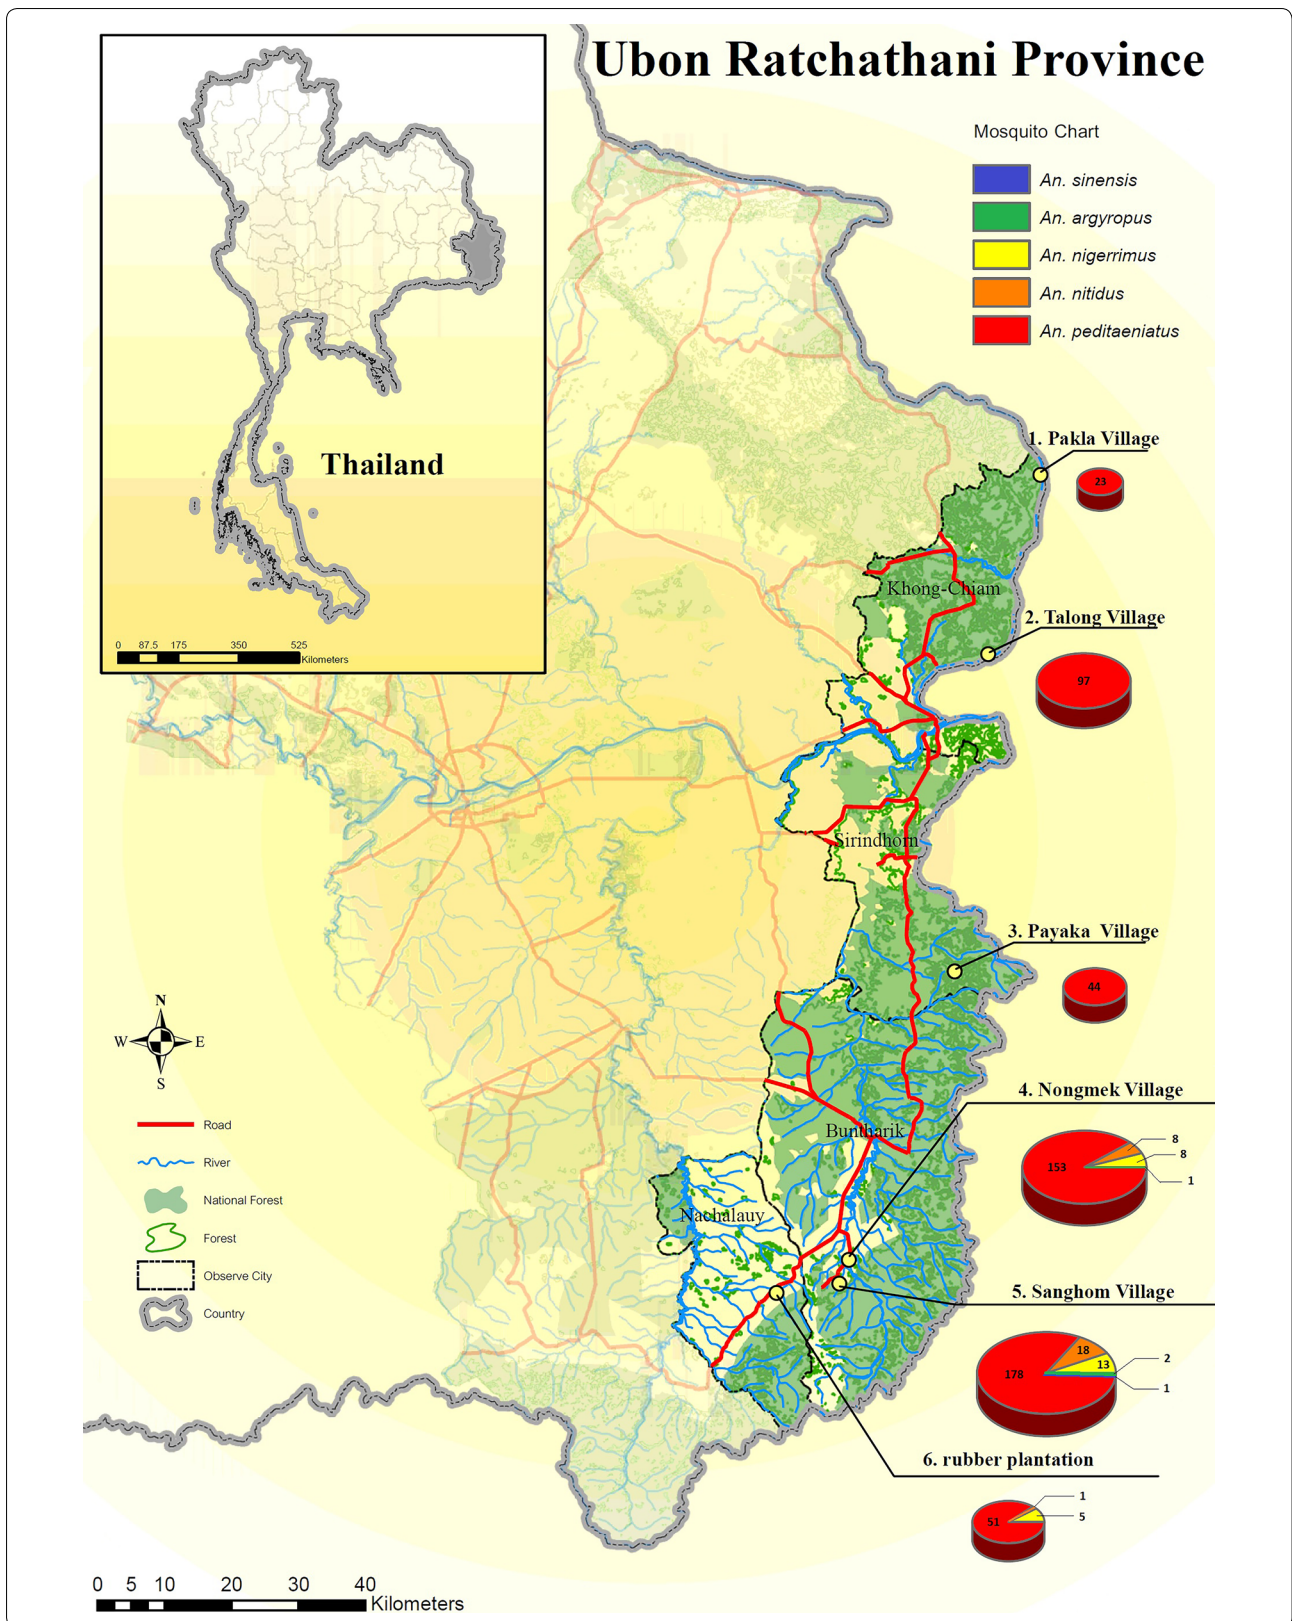 Ubon Ratchathani Province
Mosquito Chart
An. sinensis
An. argyropus
An. nigerrimus
An. nitidus
An. peditaeniatus
Thailand
0 87.5 175 350 525
Kilometers
1. Pakla Village
23
Khong-Chiam
2. Talong Village
97
Sirindhorn
3. Payaka Village
44
N
W E
S
4. Nongmek Village
Buntharik
153
8
8
1
Nachalauy
Road
River
National Forest
Forest
Observe City
Country
5. Sanghom Village
178
18
13
2
1
6. rubber plantation
51
1
5
0 5 10 20 30 40
Kilometers